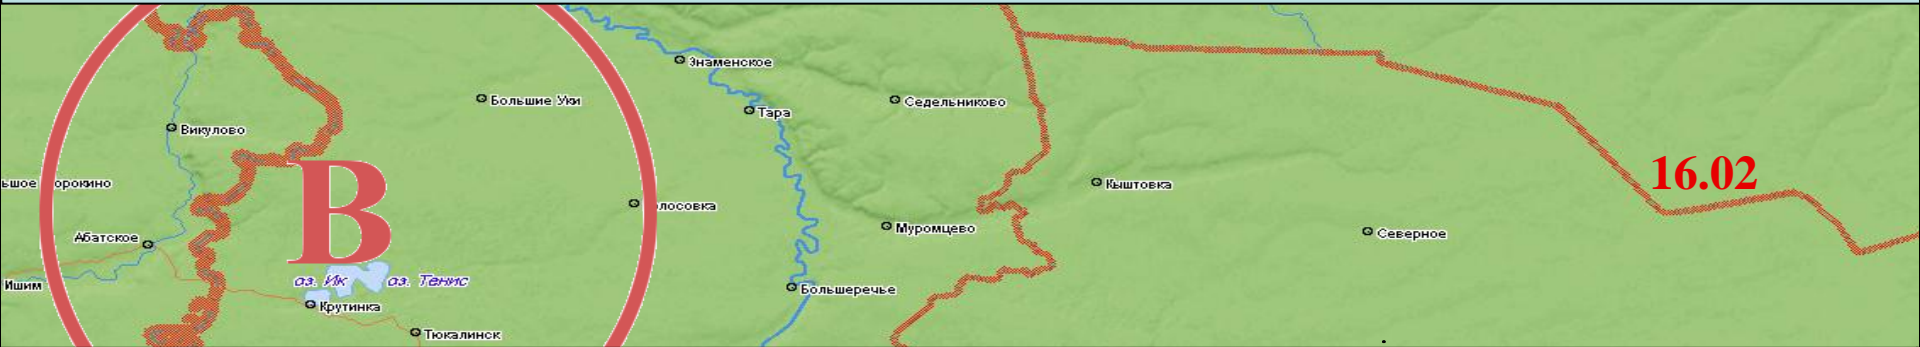 Знаменское
Большие Уки
Седельниково
Тара
Викулово
16.02
ьшое
орокино
В
Кыштовка
лосовка
Муромцево
Северное
Абатское
оз. Ик
оз. Тенис
Ишим
Большеречье
Крутинка
Тюкалинск